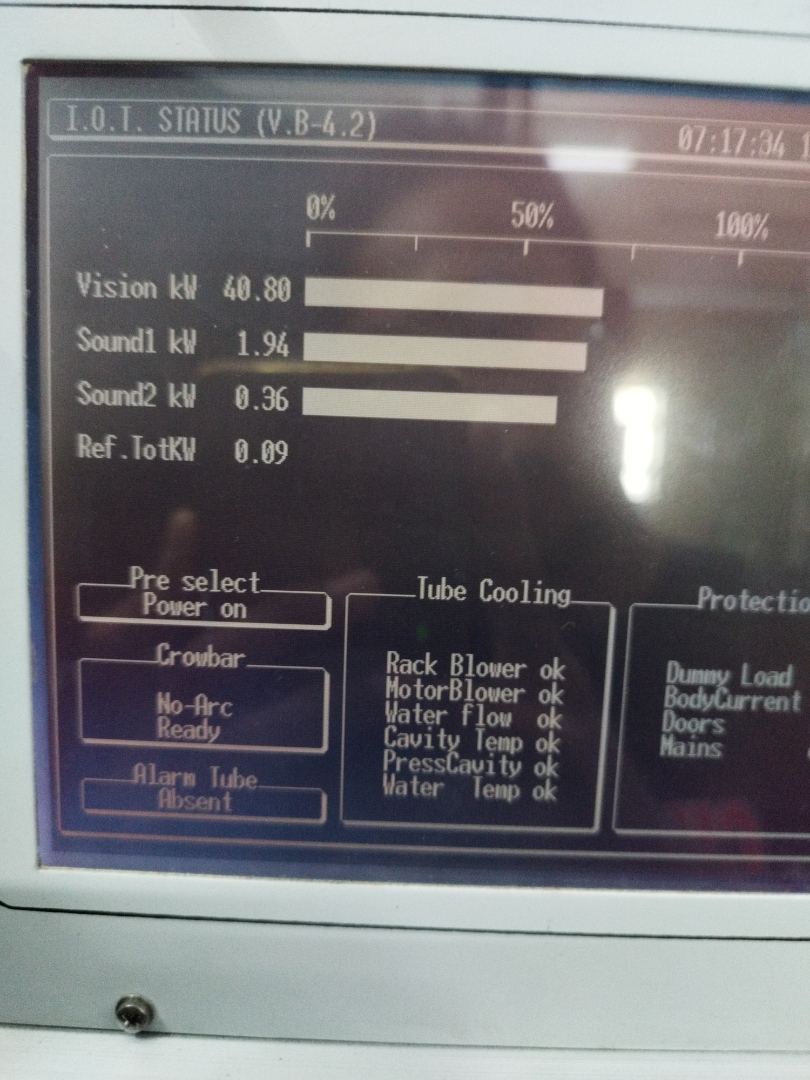 I.O.T. STATUS (V.B-4.2) 07:17:34
0% 50% 100%
Vision kW 40.80
Sound1 kW 1.94
Sound2 kW 0.36
Ref.TotKW 0.09
Pre select
Power on
Crowbar
No-Arc
Ready
Alarm Tube
Absent
Tube Cooling
Rack Blower ok
MotorBlower ok
Water flow ok
Cavity Temp ok
PressCavity ok
Water Temp ok
Protectio
Dummy Load
BodyCurrent
Doors
Mains